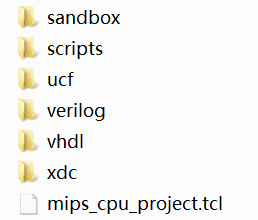 sandbox
scripts
ucf
verilog
vhdl
xdc
mips_cpu_project.tcl